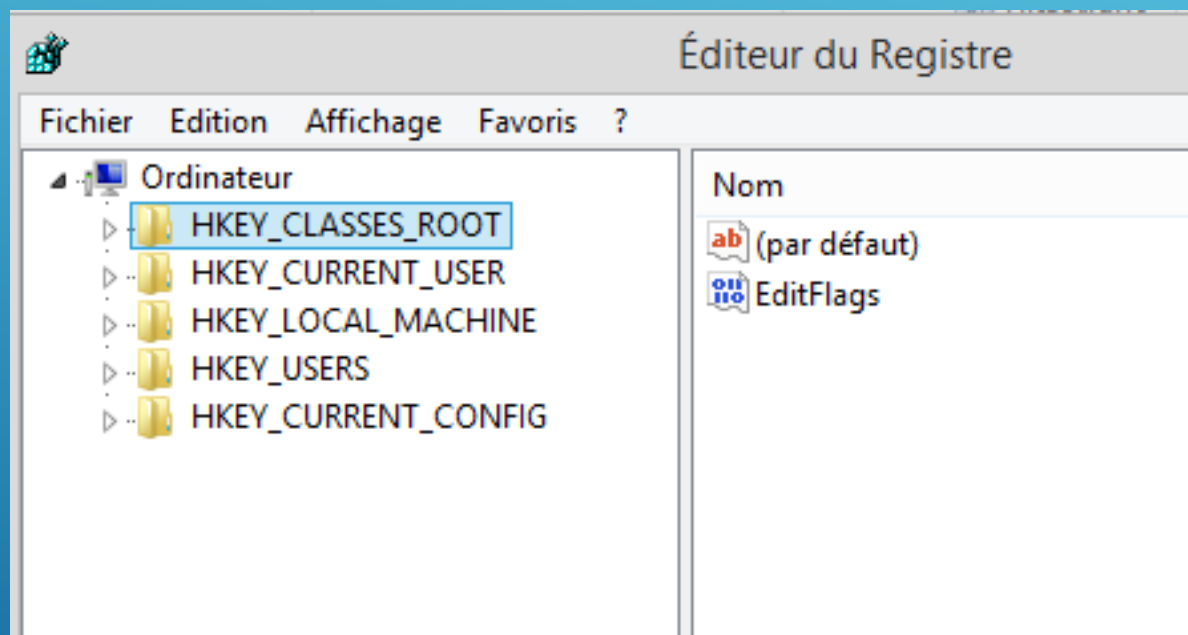 Éditeur du Registre
Fichier Edition Affichage Favoris ?
Ordinateur
HKEY_CLASSES_ROOT
HKEY_CURRENT_USER
HKEY_LOCAL_MACHINE
HKEY_USERS
HKEY_CURRENT_CONFIG
Nom
(par défaut)
EditFlags